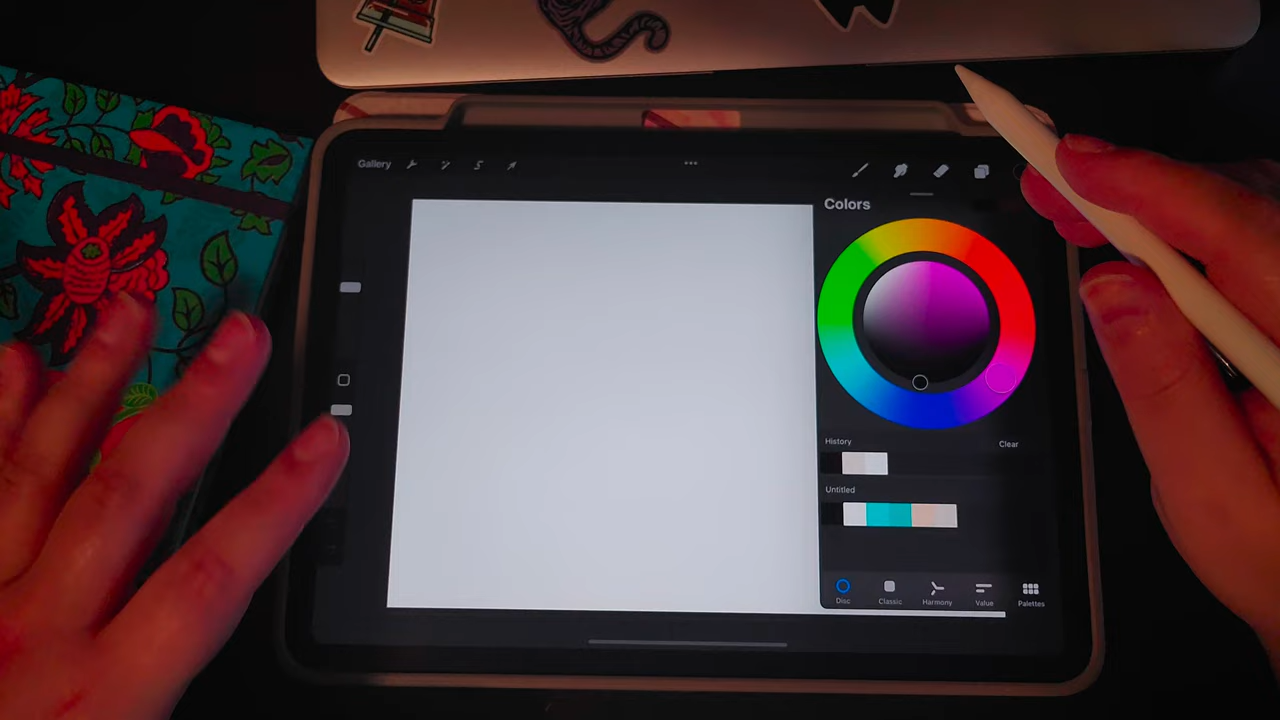 Gallery
Colors
History
Clear
Untitled
Disc
Classic
Harmony
Value
Palettes